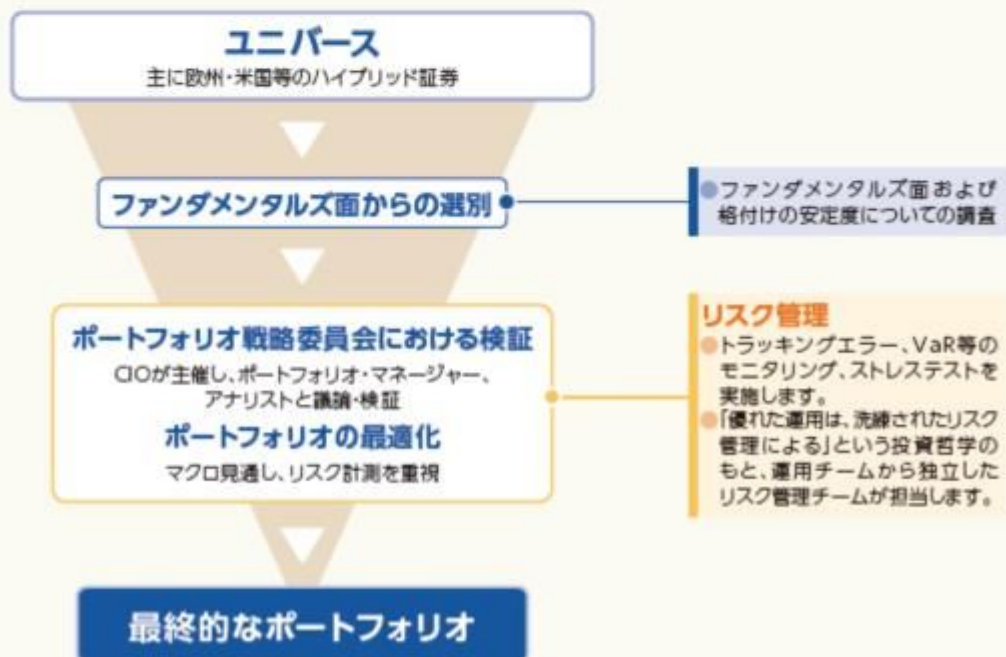 ユニバース
主に欧州・米国等のハイブリッド証券
ファンダメンタルズ面からの選別
●ファンダメンタルズ面および
格付けの安定度についての調査
ポートフォリオ戦略委員会における検証
CIOが主催し、ポートフォリオ・マネージャー、
アナリストと議論・検証
ポートフォリオの最適化
マクロ見通し、リスク計測を重視
リスク管理
●トラッキングエラー、VaR等の
モニタリング、ストレステストを
実施します。
●「優れた運用は、洗練されたリスク
管理による」という投資哲学の
もと、運用チームから独立した
リスク管理チームが担当します。
最終的なポートフォリオ